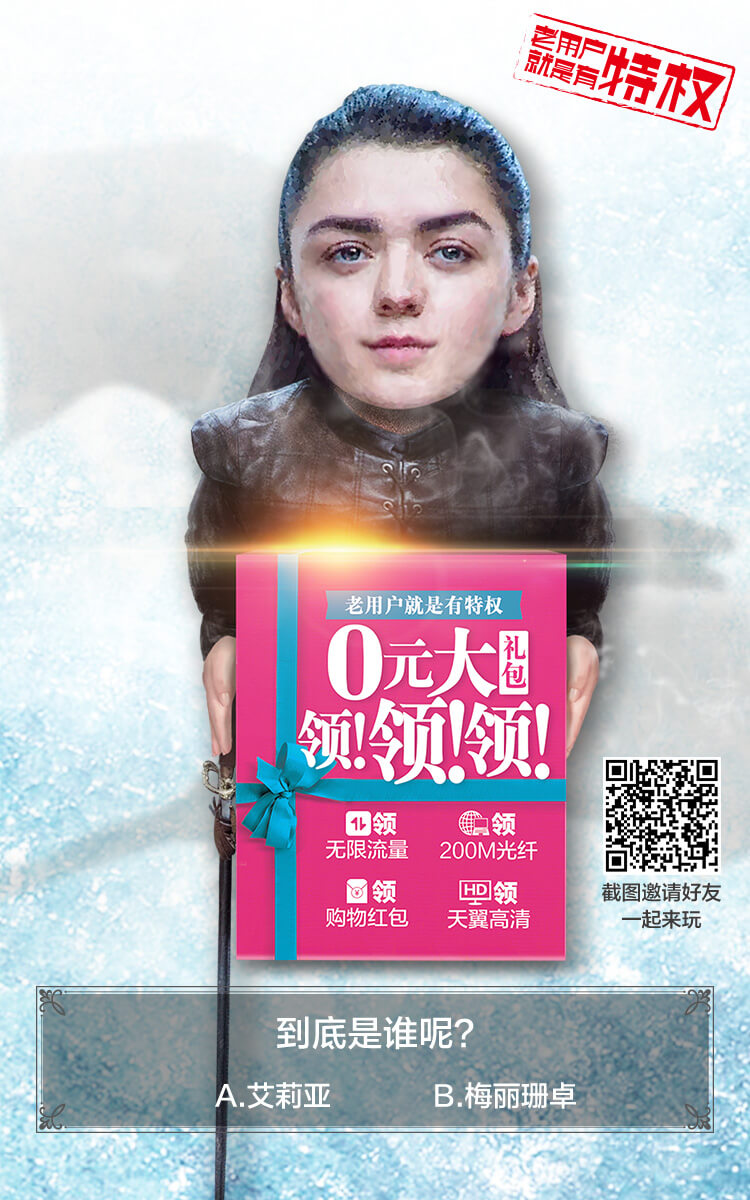 老用户
就是有
特权
老用户就是有特权
0元大礼包
领!领!领!
领
无限流量
领
200M光纤
领
购物红包
HD领
天翼高清
截图邀请好友
一起来玩
到底是谁呢?
A.艾莉亚
B.梅丽珊卓